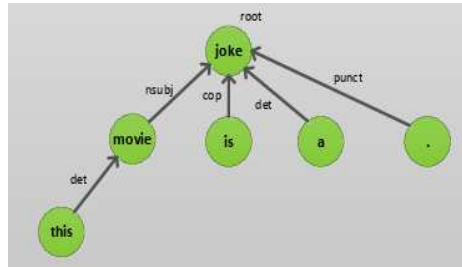 root
joke
nsubj
cop
det
punct
movie
is
a
.
det
this